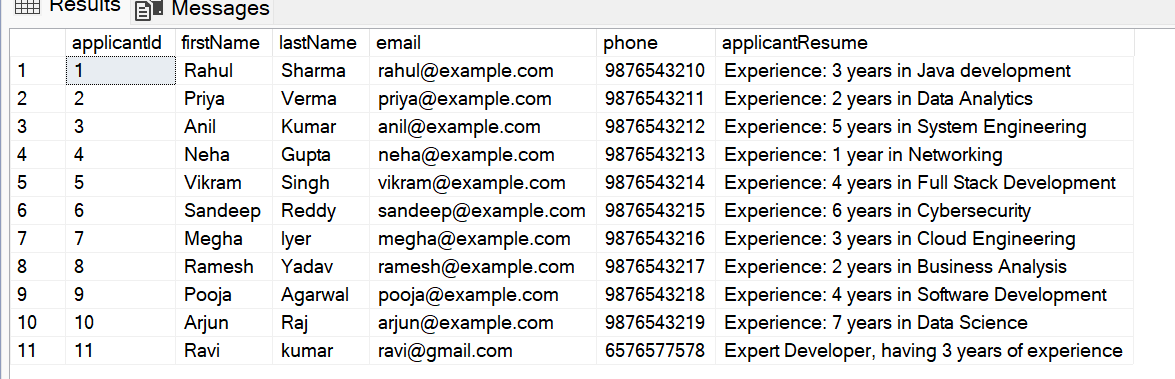 Results Messages
applicantId firstName lastName email phone applicantResume
1 1 Rahul Sharma rahul@example.com 9876543210 Experience: 3 years in Java development
2 2 Priya Verma priya@example.com 9876543211 Experience: 2 years in Data Analytics
3 3 Anil Kumar anil@example.com 9876543212 Experience: 5 years in System Engineering
4 4 Neha Gupta neha@example.com 9876543213 Experience: 1 year in Networking
5 5 Vikram Singh vikram@example.com 9876543214 Experience: 4 years in Full Stack Development
6 6 Sandeep Reddy sandeep@example.com 9876543215 Experience: 6 years in Cybersecurity
7 7 Megha Iyer megha@example.com 9876543216 Experience: 3 years in Cloud Engineering
8 8 Ramesh Yadav ramesh@example.com 9876543217 Experience: 2 years in Business Analysis
9 9 Pooja Agarwal pooja@example.com 9876543218 Experience: 4 years in Software Development
10 10 Arjun Raj arjun@example.com 9876543219 Experience: 7 years in Data Science
11 11 Ravi kumar ravi@gmail.com 6576577578 Expert Developer, having 3 years of experience